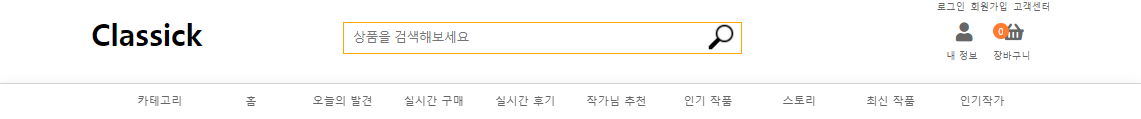 로그인 회원가입 고객센터
Classick
상품을 검색해보세요
0
내 정보 장바구니
카테고리 홈 오늘의 발견 실시간 구매 실시간 후기 작가님 추천 인기 작품 스토리 최신 작품 인기작가